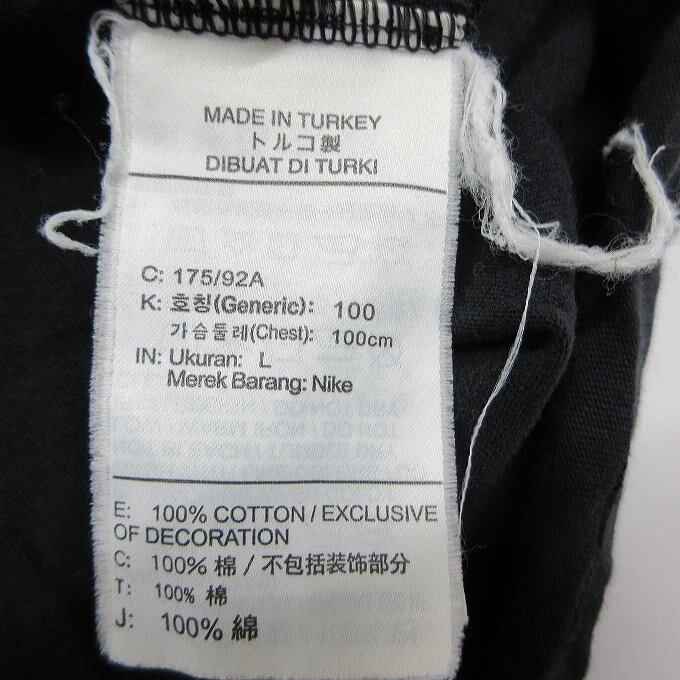 MADE IN TURKEY
トルコ製
DIBUAT DI TURKI
C: 175/92A
K: 호칭(Generic): 100
가슴둘레(Chest): 100cm
IN: Ukuran: L
Merek Barang: Nike
E: 100% COTTON / EXCLUSIVE
OF DECORATION
C: 100% 棉 / 不包括装饰部分
T: 100% 棉
J: 100% 綿